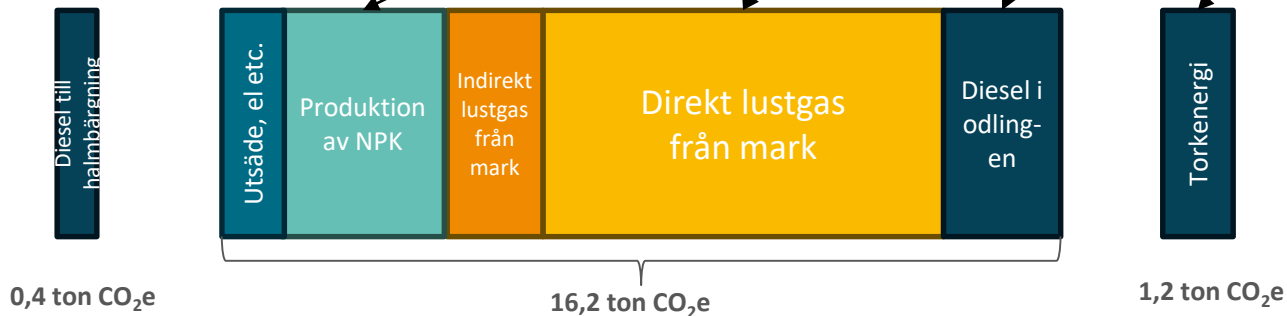 Diesel till
halmbärgning
Utsäde, el etc.
Produktion
av NPK
Indirekt
lustgas
från
mark
Direkt lustgas
från mark
Diesel i
odling-
en
Torkenergi
0,4 ton CO₂e
16,2 ton CO₂e
1,2 ton CO₂e